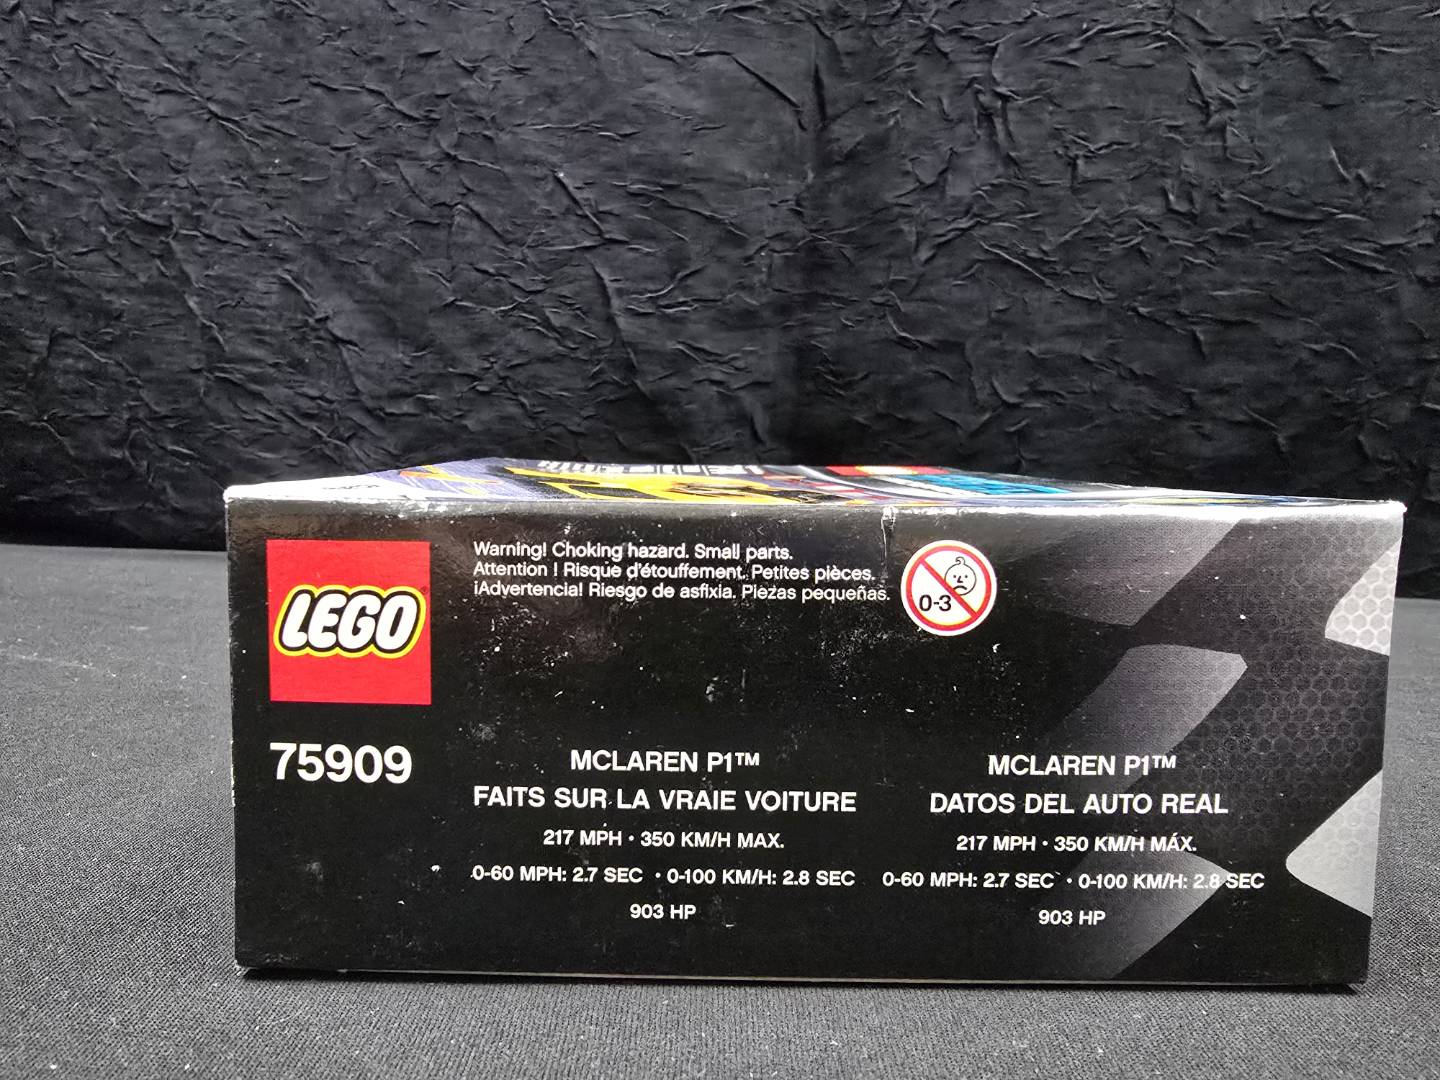 LEGO
75909
Warning! Choking hazard. Small parts.
Attention ! Risque d'étouffement. Petites pièces.
¡Advertencia! Riesgo de asfixia. Piezas pequeñas.
0-3
MCLAREN P1™
FAITS SUR LA VRAIE VOITURE
217 MPH • 350 KM/H MAX.
0-60 MPH: 2.7 SEC • 0-100 KM/H: 2.8 SEC
903 HP
MCLAREN P1™
DATOS DEL AUTO REAL
217 MPH • 350 KM/H MÁX.
0-60 MPH: 2.7 SEC • 0-100 KM/H: 2.8 SEC
903 HP